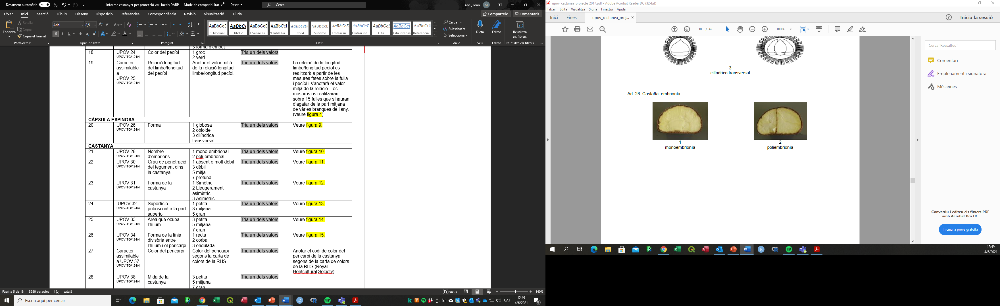 Desament automàtic
Informe castanyer per protecció var. locals DARP - Mode de compatibilitat - Desat
Cerca
Abel, Joan
AJ
Fitxer Inici Inserció Dibuix Disseny Disposició Referències Correspondència Revisió Visualització Ajuda
Comparteix
Comentaris
Enganxa
Retalla
Copia
Copia el format
Porta-retalls
Arial
8,5
Tipus de lletra
Paràgraf
¶ Normal
Títol 2
¶ Sense es...
¶ Table Pa...
Títol 4
Subtítol
Èmfasi su...
Èmfasi int...
Cita
Cita intensa
Referència...
Estils
Cerca
Substitueix
Selecciona
Edició
Dicta
Veu
Editor
Editor
Reutilitza
els fitxers
Reutilitza els fitxers
3 forma d'embut
18
UPOV 24
UPOV-TG/124/4
Color del pecíol
1 groc
2 verd
Tria un dels valors
19
Caràcter
assimilable
a
UPOV 25
UPOV-TG/124/4
Relació longitud
del limbe/longitud
del pecíol
Anotar el valor mitjà
de la relació longitud
limbe/longitud pecíol.
Tria un dels valors
La relació de la longitud
limbe/longitud pecíol es
realitzarà a partir de les
mesures fetes sobre la fulla
i pecíol i s'anotarà el valor
mitjà de la relació. Les
mesures es realitzaran
sobre 15 fulles que s'hauran
d'agafar de la part mitjana
de vàries branques de l'any.
(veure figura 4)
CÀPSULA ESPINOSA
20
UPOV 26
UPOV-TG/124/4
Forma
1 globosa
2 obloide
3 cilíndrica
transversal
Tria un dels valors
Veure figura 9.
CASTANYA
21
UPOV 28
UPOV-TG/124/4
Nombre
d'embrions
1 mono-embrional
2 poli-embrional
Tria un dels valors
Veure figura 10.
22
UPOV 30
UPOV-TG/124/4
Grau de penetració
del tegument dins
la castanya
1 absent o molt dèbil
3 dèbil
5 mitjà
7 profund
Tria un dels valors
Veure figura 11.
23
UPOV 31
UPOV-TG/124/4
Forma de la
castanya
1 Simètric
2 Lleugerament
asimètric
3 Asimètric
Tria un dels valors
Veure figura 12.
24
UPOV 32
UPOV-TG/124/4
Superfície
pubescent a la part
superior
1 petita
3 mitjana
5 gran
Tria un dels valors
Veure figura 13.
25
UPOV 33
UPOV-TG/124/4
Àrea que ocupa
l'hílum
3 petita
5 mitjana
7 gran
Tria un dels valors
Veure figura 14.
26
UPOV 34
UPOV-TG/124/4
Forma de la línia
divisòria entre
l'hílum i el pericarpi
1 recta
2 corba
3 ondulada
Tria un dels valors
Veure figura 15.
27
Caràcter
assimilable
a UPOV 37
UPOV-TG/124/4
Color del pericarpi
Color del pericarpi
segons la carta de
colors de la RHS
Tria un dels valors
Anotar el codi de color del
pericarpi de la castanya
segons de la carta de colors
de la RHS (Royal
Horitcultural Society).
28
UPOV 38
UPOV-TG/124/4
Mida de la
castanya
3 petita
5 mitjana
7 gran
Tria un dels valors
Pàgina 5 de 18
3280 paraules
català
Focus
140%
Escriu aquí per cercar
CAT
12:49
4/6/2021
8
upov_castanea_projecte_2017.pdf - Adobe Acrobat Reader DC (32-bit)
Fitxer Edita Visualitza Signa Finestra Ajuda
Inici
Eines
upov_castanea_proj...
Inicia la sessió
30 / 42
100%
3
cilíndrico transversal
Ad. 28: Castaña: embrionía
1
monoembrionía
2
poliembrionía
Cerca 'Ressalteu'
Comentari
Emplenament i signatura
Més eines
Convertiu i editeu els fitxers PDF
amb Acrobat Pro DC
Inicieu la prova gratuïta
12:49
4/6/2021